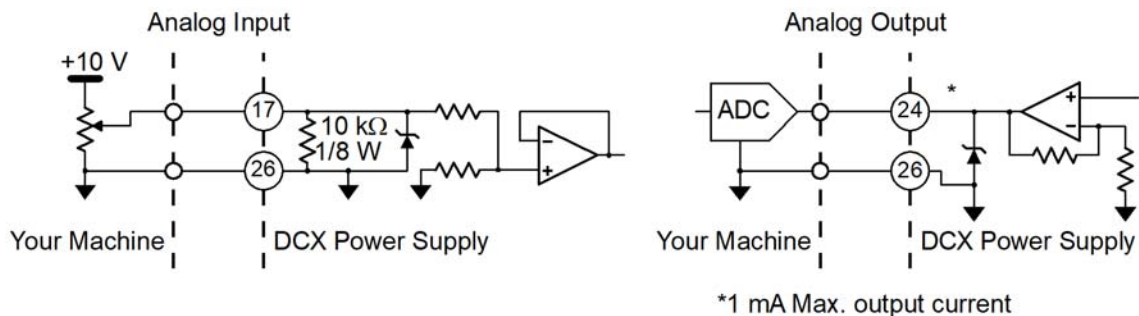 Analog Input
+10 V
17
10 kΩ
1/8 W
26
-
+
Your Machine
DCX Power Supply
Analog Output
ADC
24
*
+
-
26
Your Machine
DCX Power Supply
*1 mA Max. output current